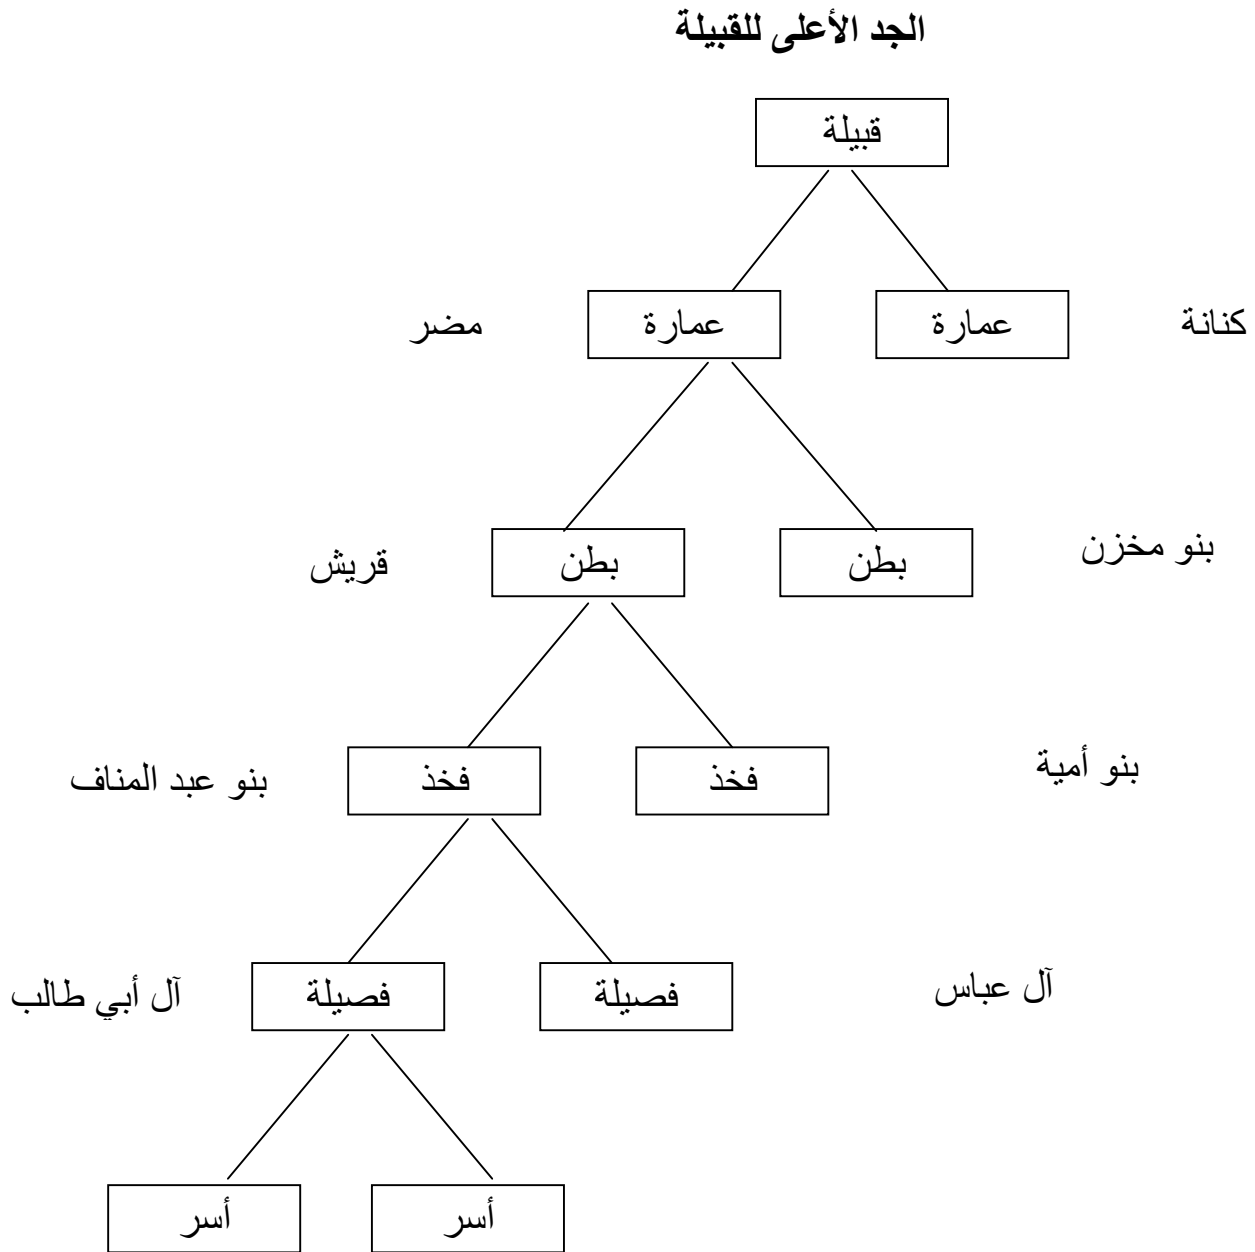 الجد الأعلى للقبيلة
قبيلة
كنانة عمارة عمارة مضر
بنو مخزن بطن بطن قريش
بنو أمية فخذ فخذ بنو عبد المناف
آل عباس فصيلة فصيلة آل أبي طالب
أسر أسر